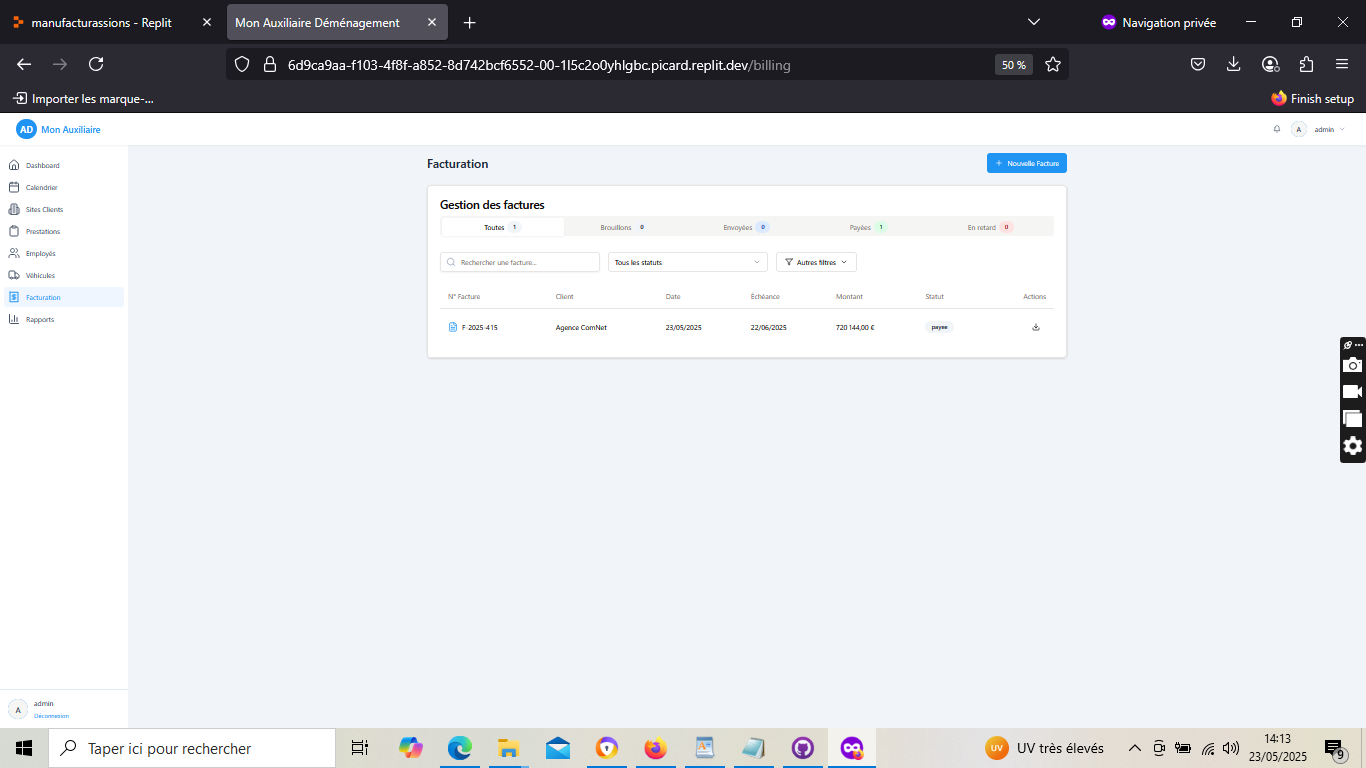 manufacturassions - Replit
Mon Auxiliaire Déménagement
Navigation privée
6d9ca9aa-f103-4f8f-a852-8d742bcf6552-00-1l5c2o0yhlgbc.picard.replit.dev/billing
50 %
Importer les marque-...
Finish setup
AD Mon Auxiliaire
A admin
Dashboard
Calendrier
Sites Clients
Prestations
Employés
Véhicules
Facturation
Rapports
A admin
Déconnexion
Facturation
Nouvelle Facture
Gestion des factures
Toutes 1 Brouillons 0 Envoyées 0 Payées 1 En retard 0
Rechercher une facture...
Tous les statuts
Autres filtres
N° Facture Client Date Échéance Montant Statut Actions
F-2025-415 Agence ComNet 23/05/2025 22/06/2025 720 144,00 € payee
Taper ici pour rechercher
UV
UV très élevés
14:13
23/05/2025
9